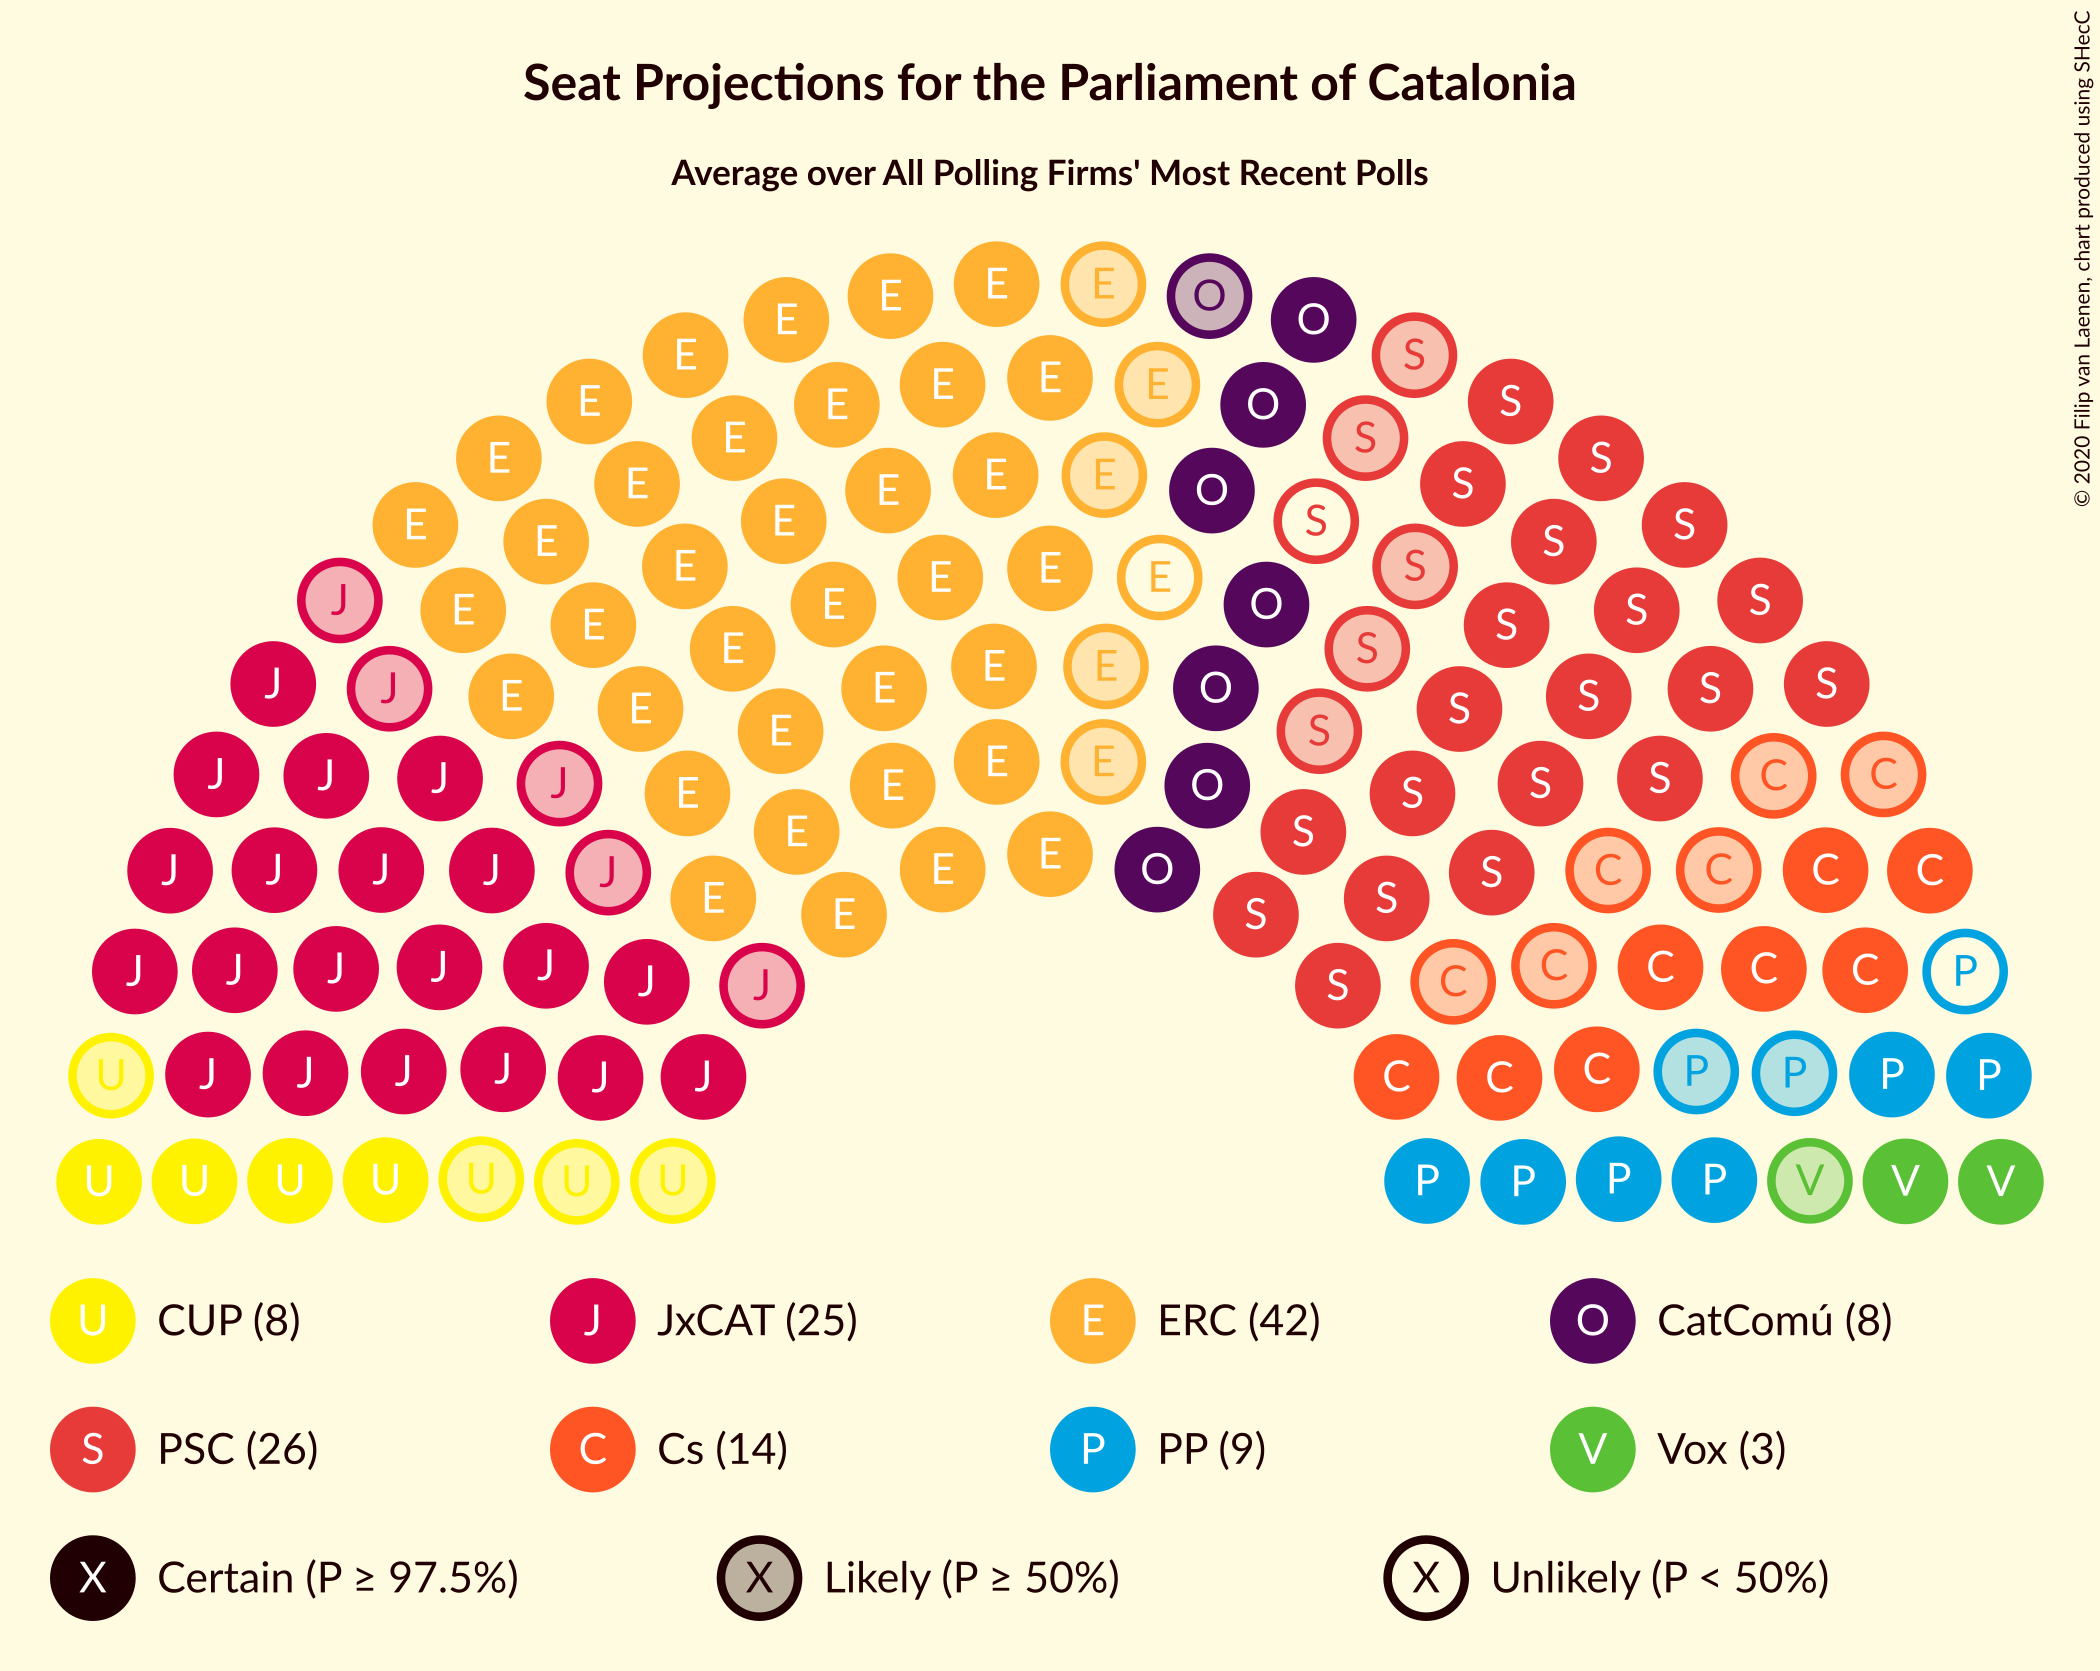 Seat Projections for the Parliament of Catalonia
Average over All Polling Firms' Most Recent Polls
© 2020 Filip van Laenen, chart produced using SHecC
E E E O O
E E S S
E E E E O S S
E E O S S
E E E E S S S
J E E E E O S S S
E E E E S S S
J J E E E E O S S S
J J J J E E E E O S S S C C
J J J J J E E E E O S S S C C C C
J J J J J J J S C C C C C P
U J J J J J J C C C P P P P
U U U U U U U P P P P V V V
U CUP (8) J JxCAT (25) E ERC (42) O CatComú (8)
S PSC (26) C Cs (14) P PP (9) V Vox (3)
X Certain (P ≥ 97.5%) X Likely (P ≥ 50%) X Unlikely (P < 50%)